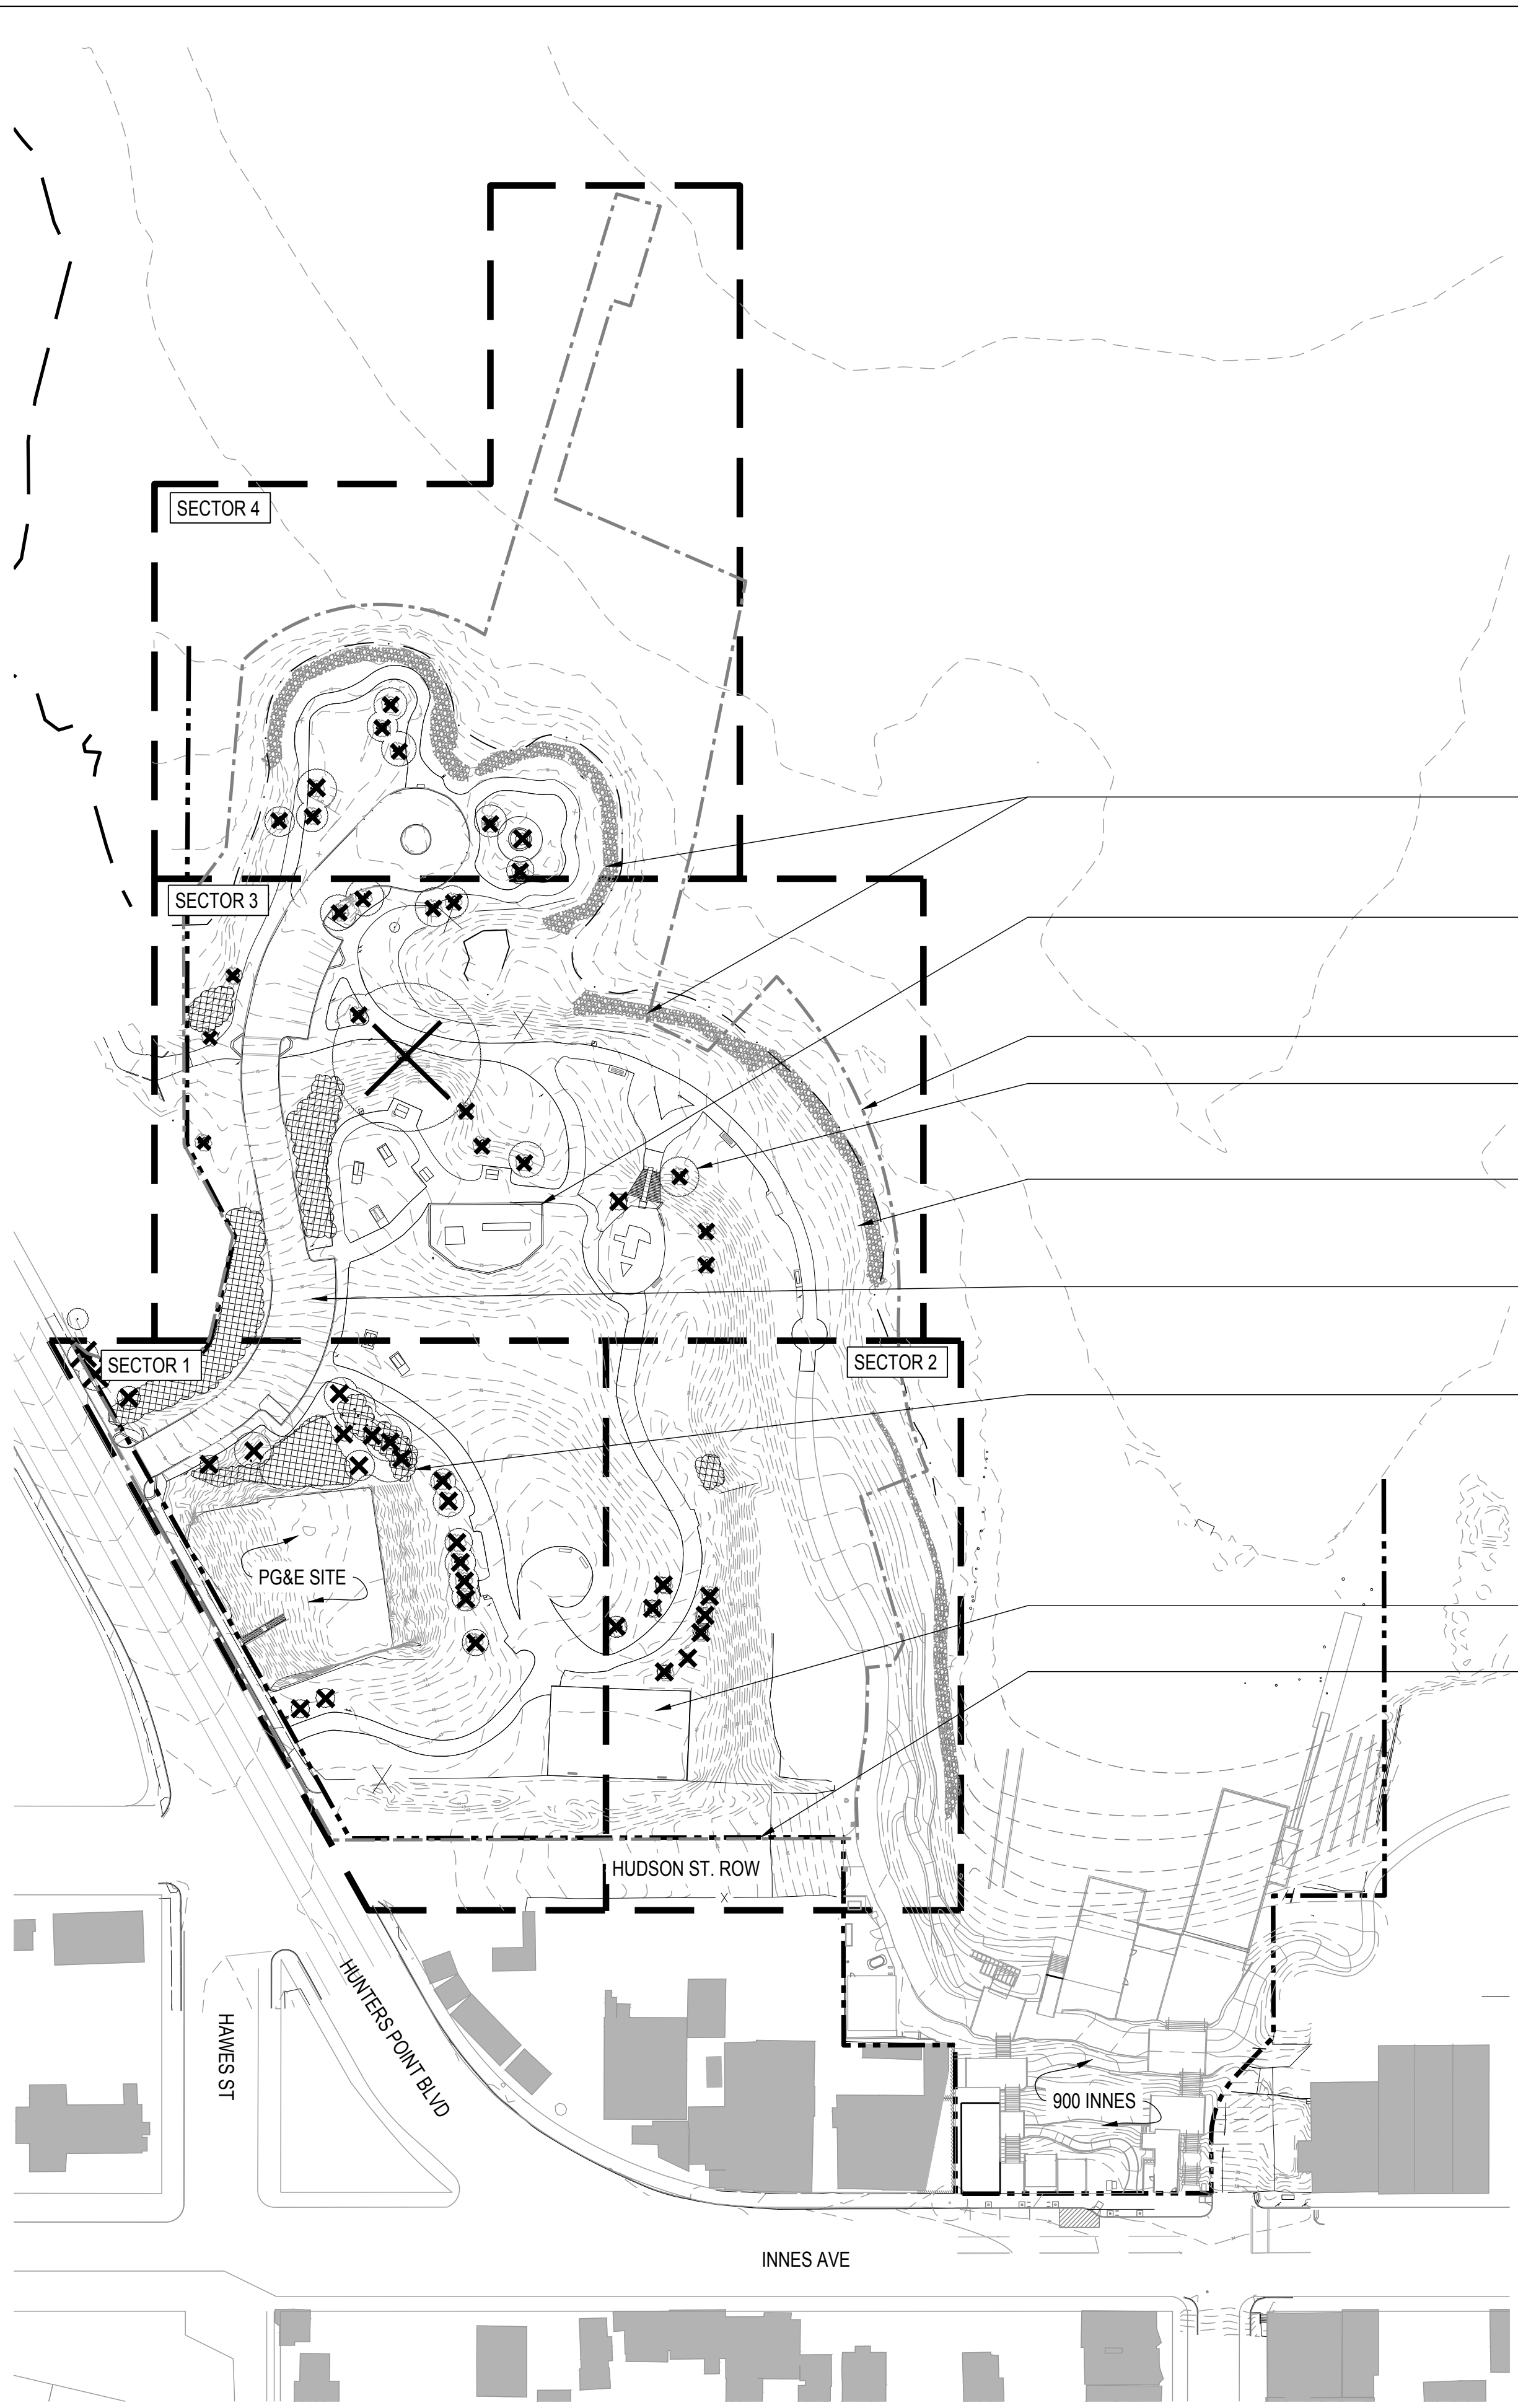 SECTOR 4
SECTOR 3
SECTOR 1
SECTOR 2
PG&E SITE
HUDSON ST. ROW
HUNTERS POINT BLVD
HAWES ST
900 INNES
INNES AVE